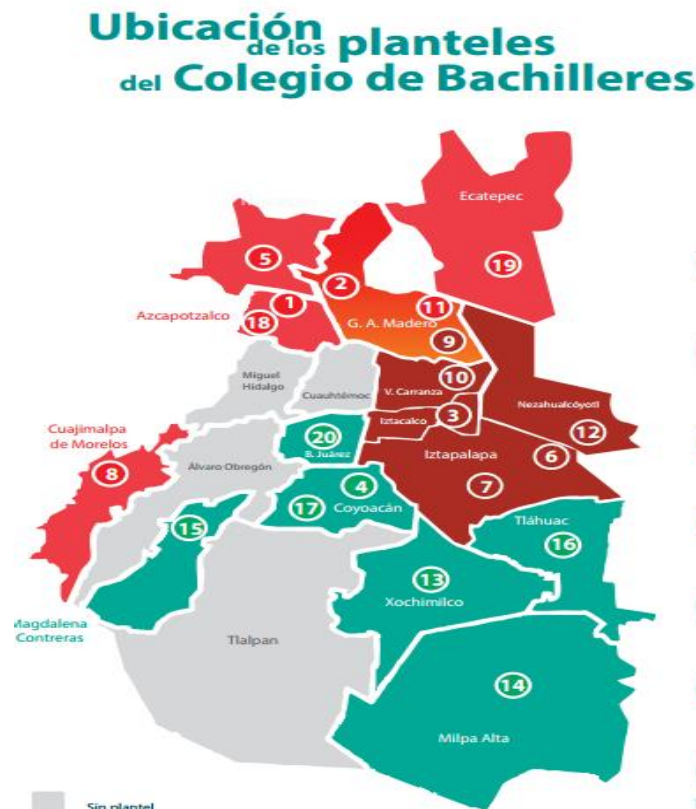 Ubicación de los planteles
del Colegio de Bachilleres
Ecatepec
5
19
2
1
11
Azcapotzalco
18
G. A. Madero
9
Miguel
Hidalgo
10
Cuauhtémoc
V. Carranza
Nezahualcóyotl
3
Iztacalco
12
Cuajimalpa
de Morelos
20
B. Juárez
Iztapalapa
6
8
Álvaro Obregón
4
7
17
Coyoacán
15
Tláhuac
16
13
Xochimilco
Magdalena
Contreras
Tlalpan
14
Milpa Alta
Sin plantel